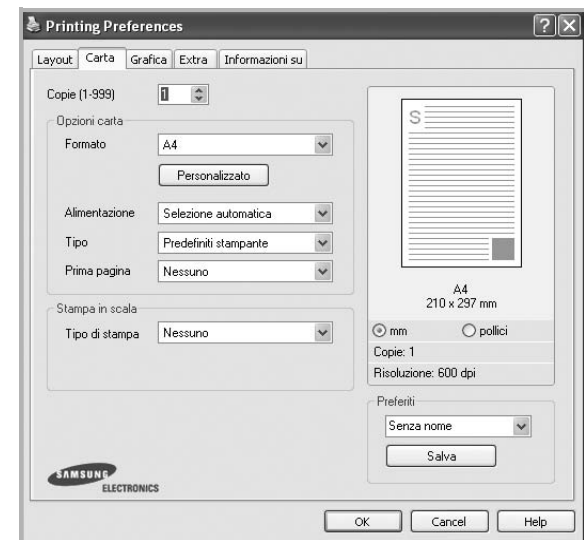 Printing Preferences
Layout Carta Grafica Extra Informazioni su
Copie (1-999) 1
Opzioni carta
Formato A4
Personalizzato
Alimentazione Selezione automatica
Tipo Predefiniti stampante
Prima pagina Nessuno
Stampa in scala
Tipo di stampa Nessuno
SAMSUNG
ELECTRONICS
S
A4
210 x 297 mm
mm pollici
Copie: 1
Risoluzione: 600 dpi
Preferiti
Senza nome
Salva
OK Cancel Help